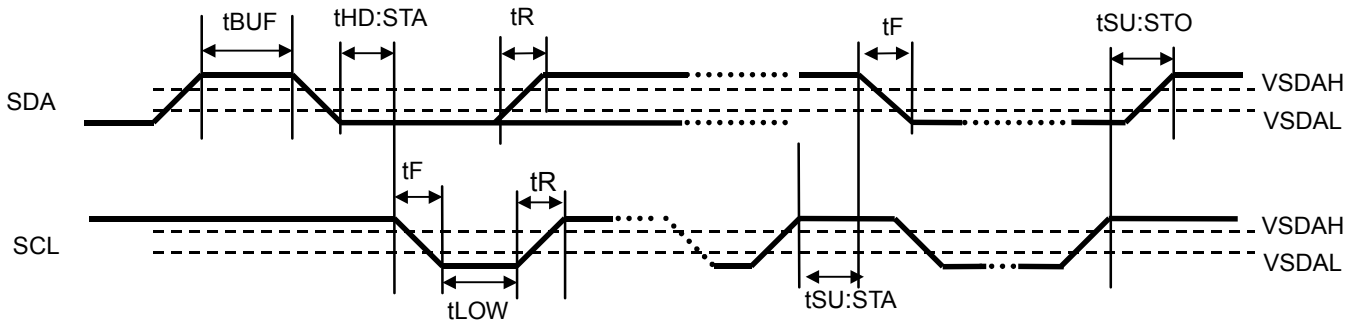 tBUF
tHD:STA
tR
tF
tSU:STO
SDA
VSDAH
VSDAL
tF
tR
SCL
VSDAH
VSDAL
tLOW
tSU:STA